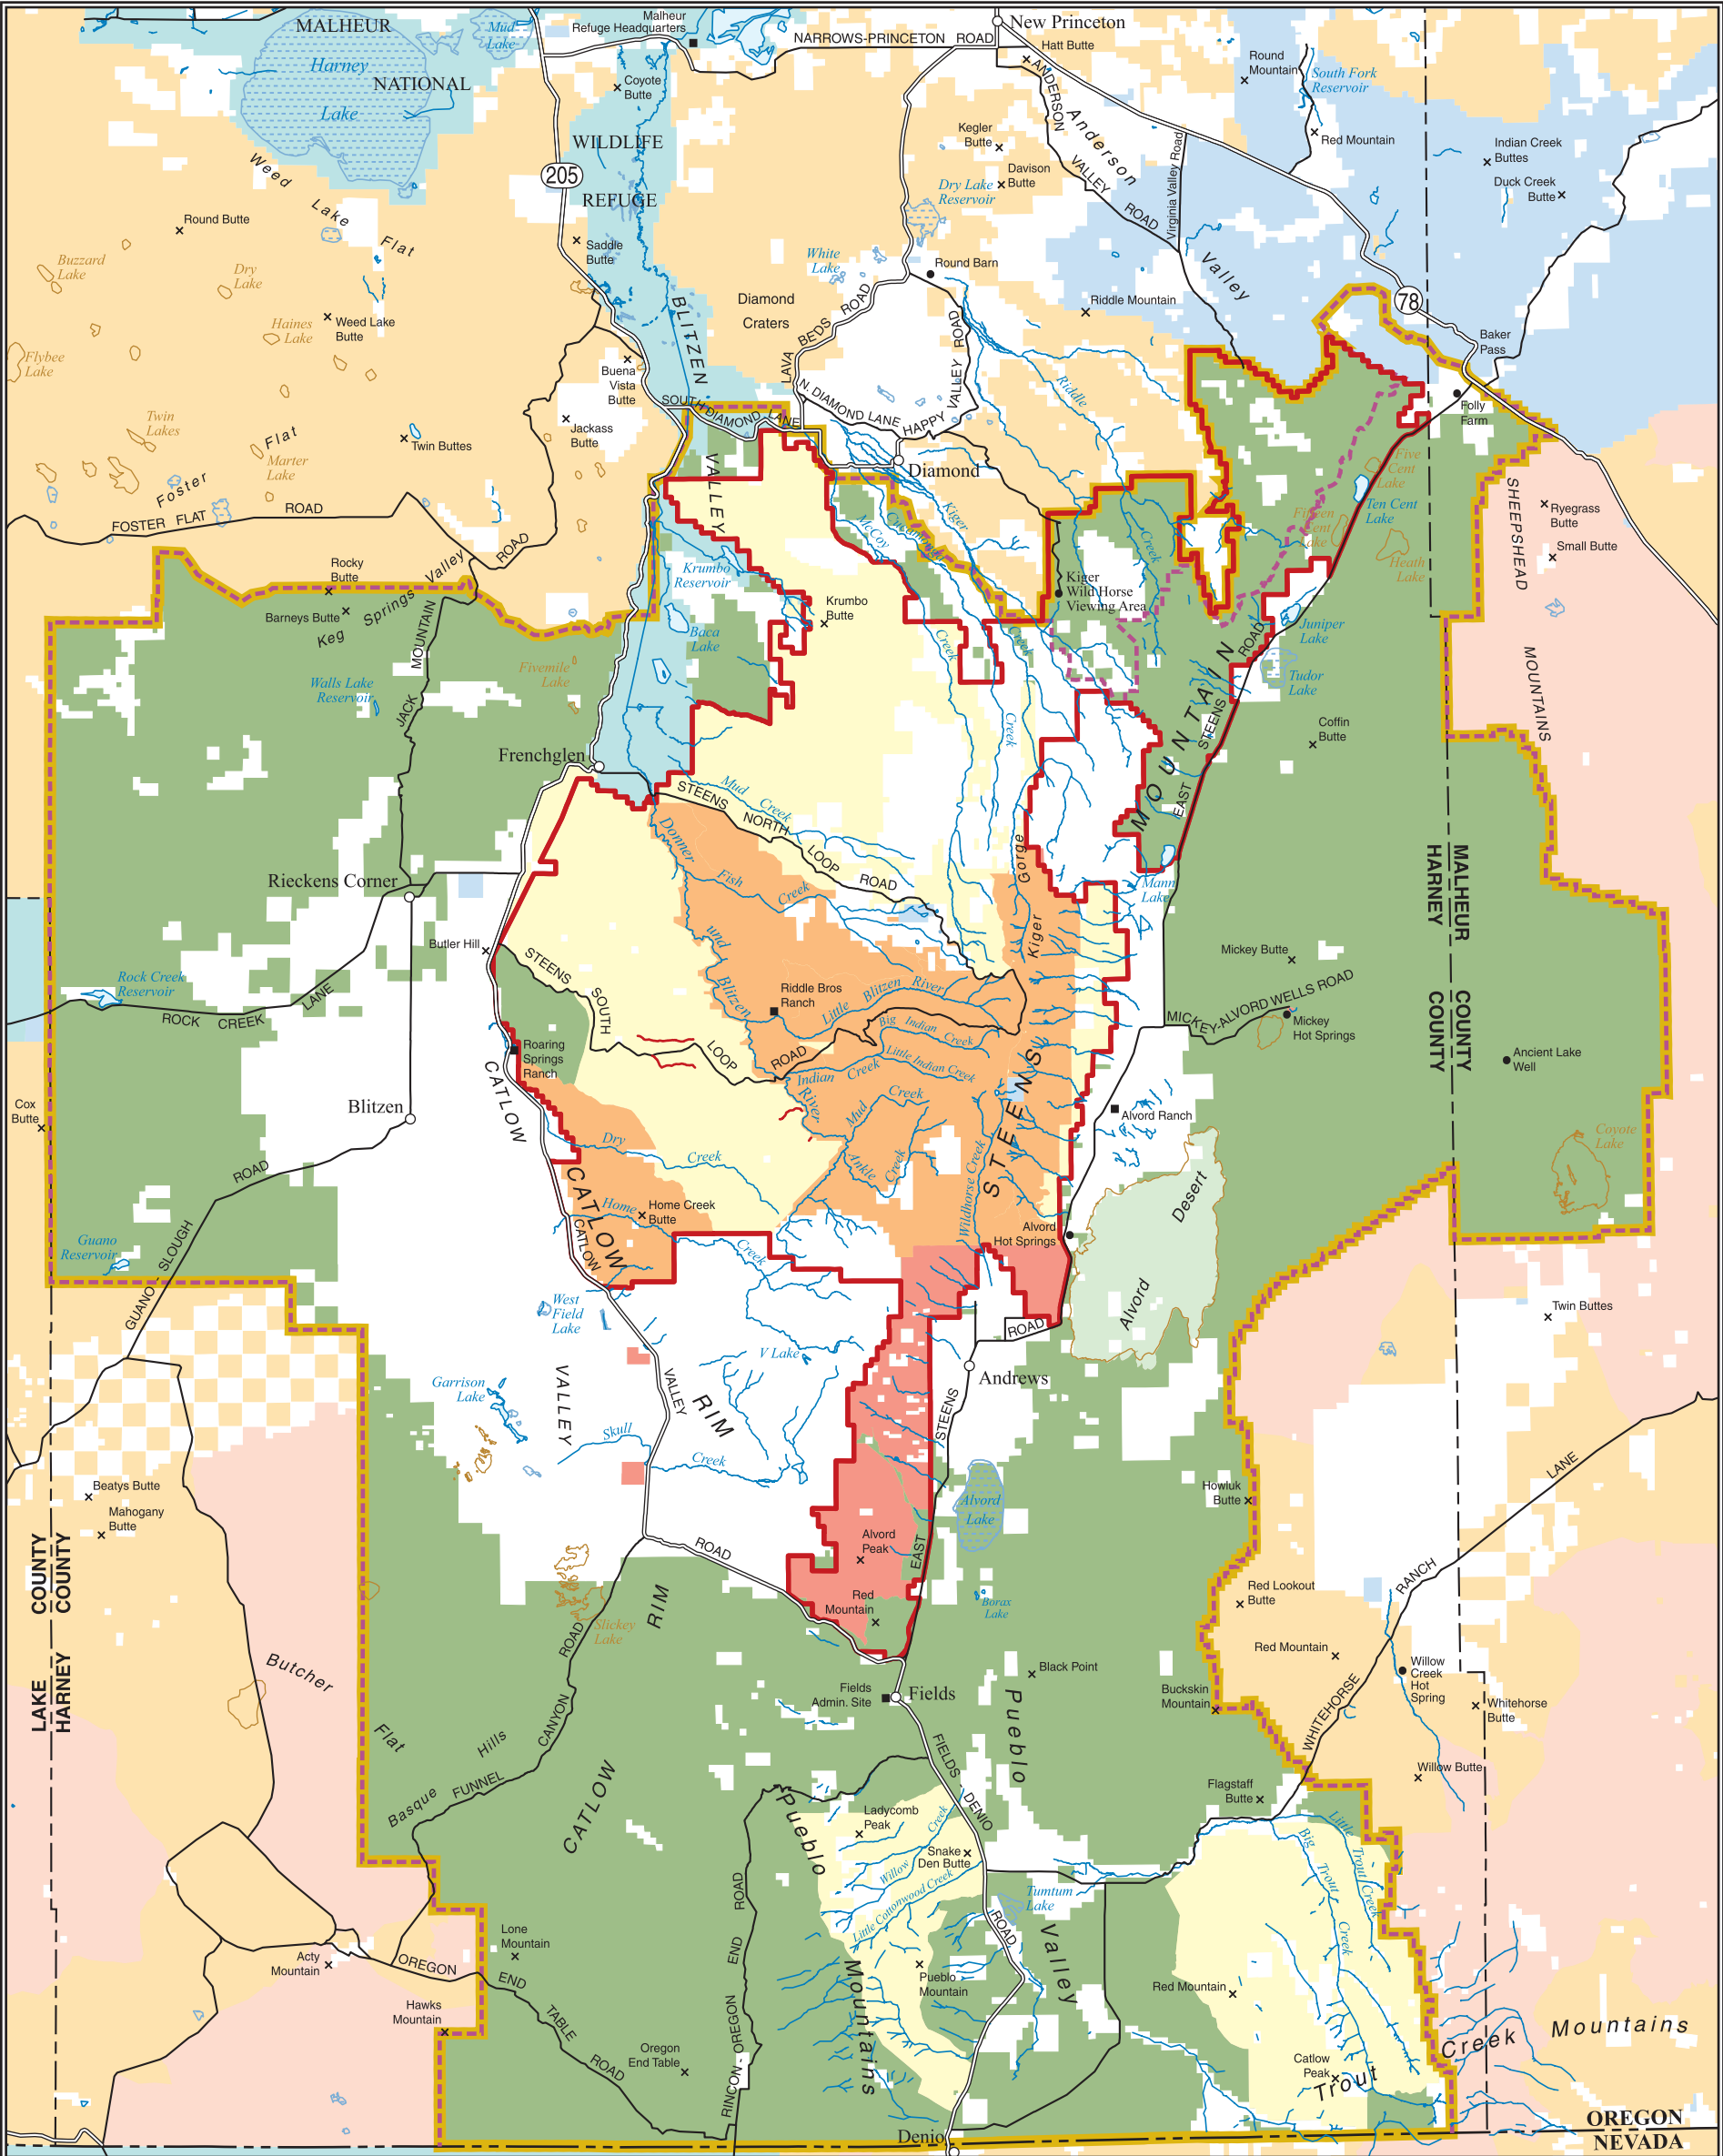 MALHEUR
Harney
Lake
NATIONAL
Mud
Lake
Malheur
Refuge Headquarters
NARROWS-PRINCETON ROAD
New Princeton
Hatt Butte
Coyote
Butte
WILDLIFE
REFUGE
205
Saddle
Butte
Weed
Lake
Flat
Round Butte
Buzzard
Lake
Dry
Lake
Haines
Lake
Weed Lake
Butte
Flybee
Lake
Twin
Lakes
Flat
Marter
Lake
Foster
Twin Buttes
FOSTER FLAT
ROAD
ROAD
Buena
Vista
Butte
Jackass
Butte
BLITZEN
VALLEY
SOUTH DIAMOND LANE
Diamond
Craters
White
Lake
LAVA
BEDS
ROAD
N. DIAMOND LANE
HAPPY
VALLEY
ROAD
Diamond
Round Barn
Kegler
Butte
Davison
Butte
Dry Lake
Reservoir
ANDERSON
VALLEY
ROAD
Anderson
Valley
Virginia Valley Road
Riddle Mountain
Round
Mountain
South Fork
Reservoir
Red Mountain
Indian Creek
Buttes
Duck Creek
Butte
78
Baker
Pass
Folly
Farm
Five
Cent
Lake
Ten Cent
Lake
Fifteen
Cent
Lake
Heath
Lake
Ryegrass
Butte
Small Butte
SHEEPSHEAD
MOUNTAINS
Riddle
Creek
McCoy
Creek
Cucamonga
Creek
Kiger
Creek
Kiger
Wild Horse
Viewing Area
Juniper
Lake
Tudor
Lake
Coffin
Butte
Rocky
Butte
Barneys Butte
Keg
Springs
Valley
Walls Lake
Reservoir
JACK
MOUNTAIN
Fivemile
Lake
Krumbo
Reservoir
Krumbo
Butte
Baca
Lake
Frenchglen
STEENS
NORTH
LOOP
ROAD
Mud
Creek
Donner
und
Blitzen
River
Fish
Creek
Kiger
Gorge
MOUNTAIN
EAST
STEENS
ROAD
Mann
Lake
Rieckens Corner
Butler Hill
STEENS
SOUTH
LOOP
ROAD
Riddle Bros
Ranch
Little
Blitzen
River
Big
Indian
Creek
Little Indian Creek
Indian
Creek
Mud
Creek
Ankle
Creek
Wildhorse Creek
STEENS
Mickey Butte
MICKEY-ALVORD WELLS ROAD
Mickey
Hot Springs
MALHEUR
HARNEY
COUNTY
COUNTY
Ancient Lake
Well
Coyote
Lake
Rock Creek
Reservoir
ROCK
CREEK
LANE
Blitzen
Cox
Butte
Guano
Reservoir
GUANO - SLOUGH
ROAD
Roaring
Springs
Ranch
CATLOW
Dry
Creek
Home
Creek
Home Creek
Butte
CATLOW
CATLOW
VALLEY
West
Field
Lake
VALLEY
RIM
V Lake
Garrison
Lake
Skull
Creek
Alvord Ranch
Alvord
Hot Springs
Desert
Alvord
ROAD
Andrews
STEENS
EAST
Alvord
Lake
Borax
Lake
Alvord
Peak
Red
Mountain
ROAD
Twin Buttes
Howluk
Butte
LANE
RANCH
WHITEHORSE
Red Lookout
Butte
Red Mountain
Willow
Creek
Hot
Spring
Whitehorse
Butte
Willow Butte
Buckskin
Mountain
Flagstaff
Butte
Black Point
Fields
Admin. Site
Fields
Pueblo
Valley
FIELDS
DENIO
ROAD
Beatys Butte
Mahogany
Butte
LAKE COUNTY
HARNEY COUNTY
Butcher
Flat
Slickey
Lake
RIM
CATLOW
Basque
Hills
FUNNEL
CANYON
ROAD
Pueblo
Mountains
Ladycomb
Peak
Snake
Den Butte
Willow
Creek
Little Cottonwood Creek
Tumtum
Lake
Pueblo
Mountain
Big
Trout
Creek
Little
Trout Creek
Red Mountain
Catlow
Peak
Trout
Creek
Mountains
Lone
Mountain
Acty
Mountain
OREGON
END
TABLE
ROAD
Hawks
Mountain
Oregon
End Table
RINCON - OREGON
END
ROAD
Denio
OREGON
NEVADA